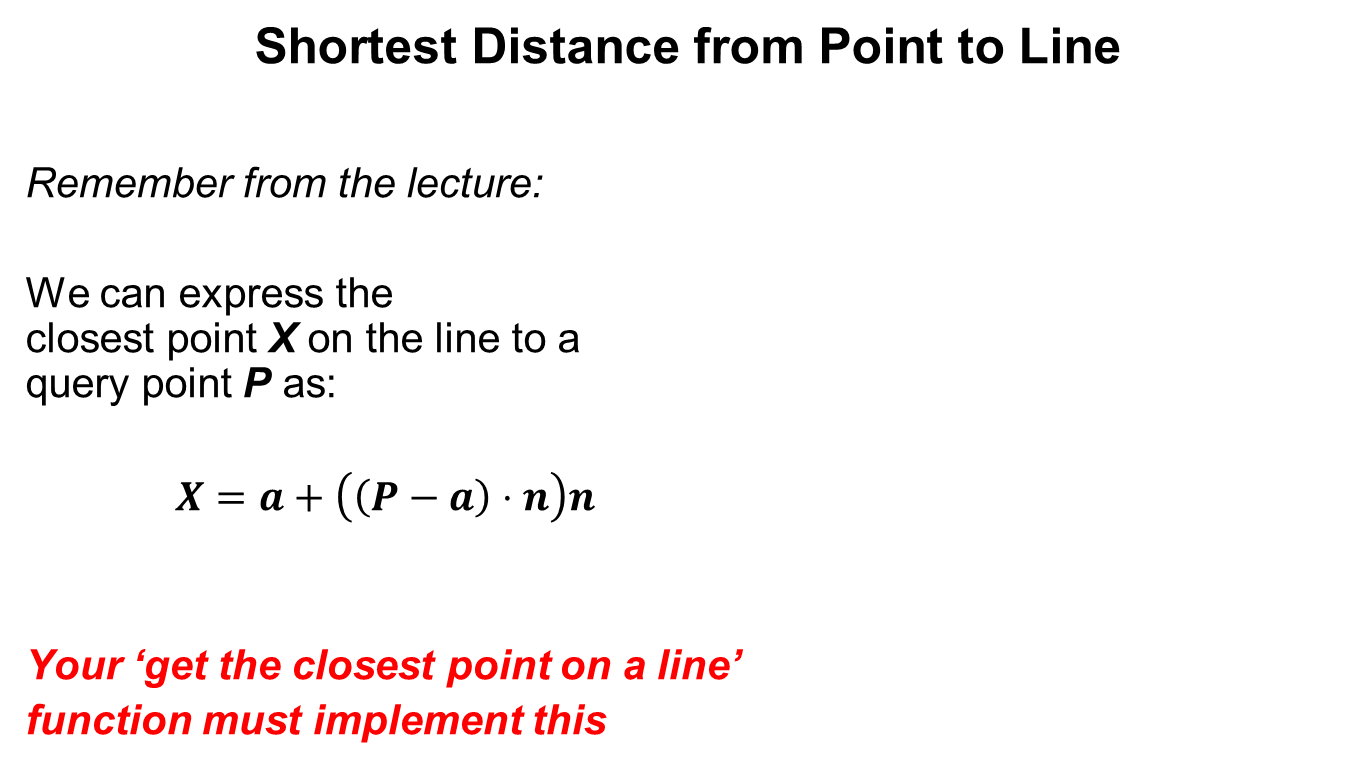 Shortest Distance from Point to Line
Remember from the lecture:
We can express the
closest point X on the line to a
query point P as:
X = a + ((P − a) · n)n
Your ‘get the closest point on a line’
function must implement this